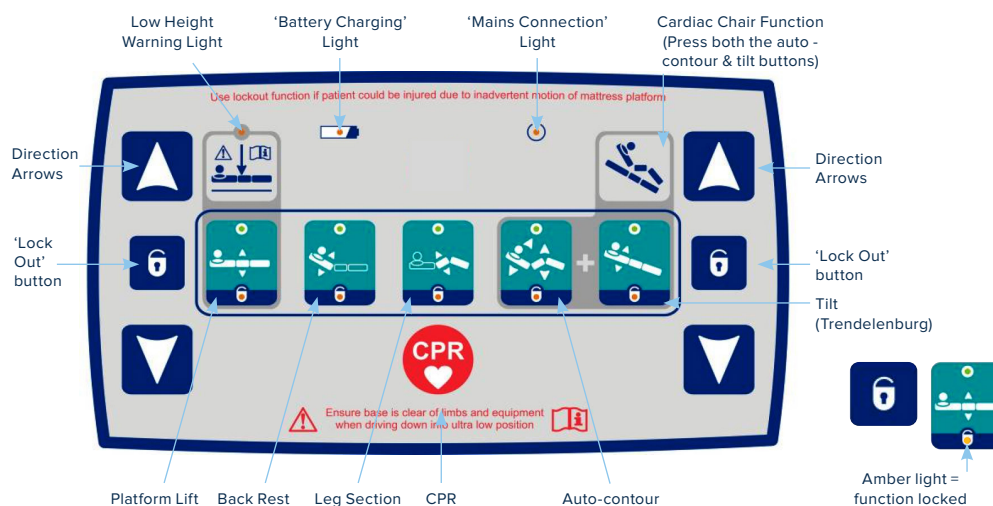 Low Height
Warning Light
‘Battery Charging’
Light
‘Mains Connection’
Light
Cardiac Chair Function
(Press both the auto -
contour & tilt buttons)
Use lockout function if patient could be injured due to inadvertent motion of mattress platform
Direction
Arrows
Direction
Arrows
‘Lock
Out’
button
‘Lock Out’
button
+
Tilt
(Trendelenburg)
CPR
Ensure base is clear of limbs and equipment
when driving down into ultra low position
Platform Lift
Back Rest
Leg Section
CPR
Auto-contour
Amber light =
function locked